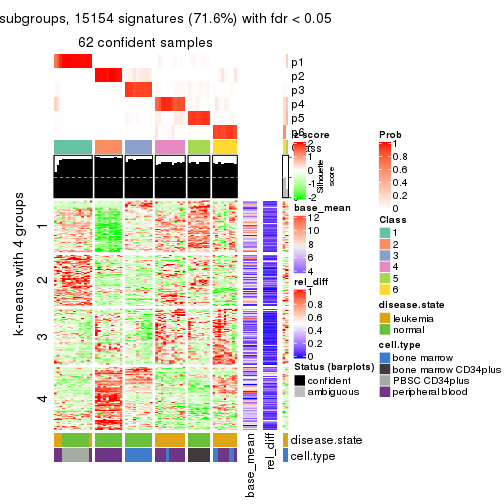 subgroups, 15154 signatures (71.6%) with fdr < 0.05
62 confident samples
p1
p2
p3
p4
p5
p6
z-score
2
0
-2
Silhouette
score
Class
k-means with 4 groups
1
2
3
4
base_mean
12
10
8
6
4
rel_diff
1
0.8
0.6
0.4
0.2
0
Status (barplots)
confident
ambiguous
disease.state
cell.type
base_mean
rel_diff
Prob
1
0.8
0.6
0.4
0.2
0
Class
1
2
3
4
5
6
disease.state
leukemia
normal
cell.type
bone marrow
bone marrow CD34plus
PBSC CD34plus
peripheral blood